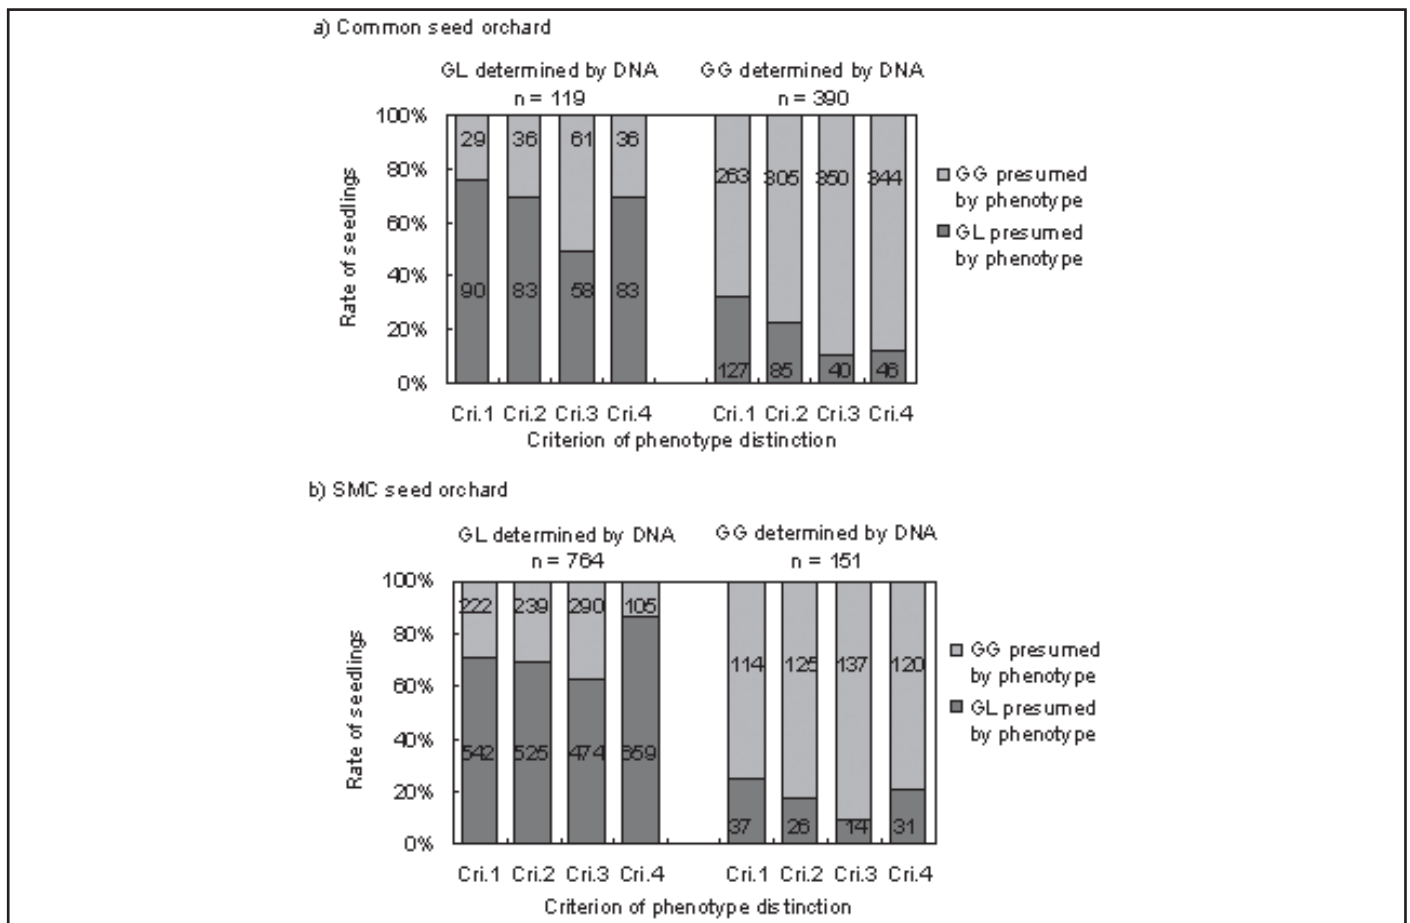 a) Common seed orchard
GL determined by DNA
n = 119
GG determined by DNA
n = 390
Rate of seedlings
100%
80%
60%
40%
20%
0%
29 36 61 36
90 83 58 83
263 305 350 344
127 85 40 46
Cri.1 Cri.2 Cri.3 Cri.4
Cri.1 Cri.2 Cri.3 Cri.4
Criterion of phenotype distinction
GG presumed
by phenotype
GL presumed
by phenotype
b) SMC seed orchard
GL determined by DNA
n = 764
GG determined by DNA
n = 151
Rate of seedlings
100%
80%
60%
40%
20%
0%
222 239 290 105
542 525 474 659
114 125 137 120
37 26 14 31
Cri.1 Cri.2 Cri.3 Cri.4
Cri.1 Cri.2 Cri.3 Cri.4
Criterion of phenotype distinction
GG presumed
by phenotype
GL presumed
by phenotype